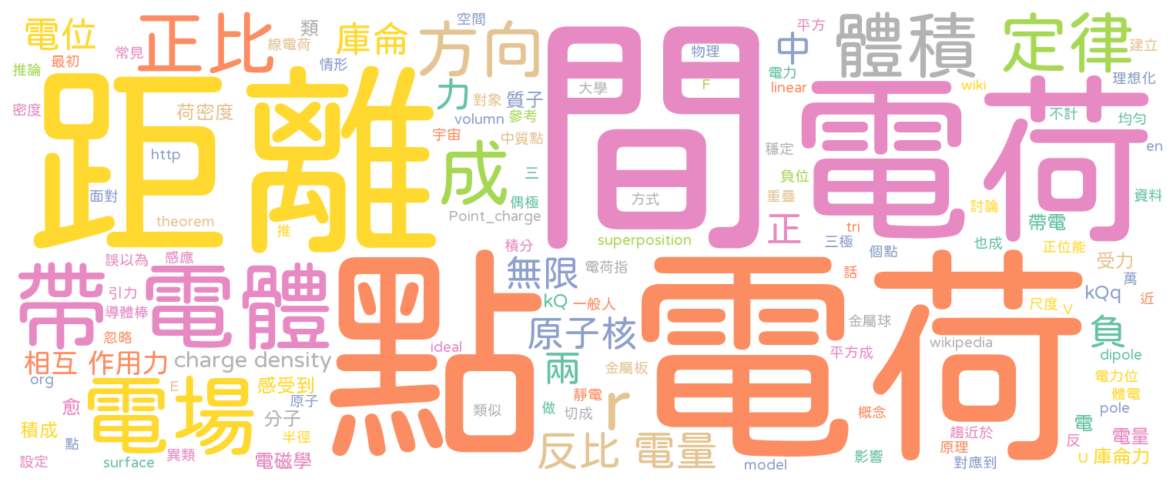 電位
常見
推論
最初
正比
類
線電荷
空間
情形
庫侖
方向
物理
中
平方
體積
定律
建立
理想化
密度
距離
荷密度
http
面對
theorem
推
力
對象
質子
volumn
參考
宇宙
中質點
成
三
偶極
Point_charge
間
大學
F
方式
superposition
電力
linear
穩定
負位
重疊
正
電荷
wiki
不計
均勻
en
資料
討論
帶電
也成
正位能
tri
三極
個點
受力
萬
話
帶電體
誤以為
感應
引力
導體棒
忽略
相互
作用力
charge density
點電荷
積分
無限
電荷指
kQ
一般人
原子核
ideal
兩
金屬板
靜電
做
類似
切成
r
反比
電量
model
金屬球
平方成
概念
影響
kQq
近
尺度
V
負
wikipedia
dipole
電力位
體電
pole
電
趨近於
反
電量
原理
對應到
U
庫侖力
org
愈
積成
點
設定
surface
電場
E
異類
感受到
原子
分子
半徑
電磁學